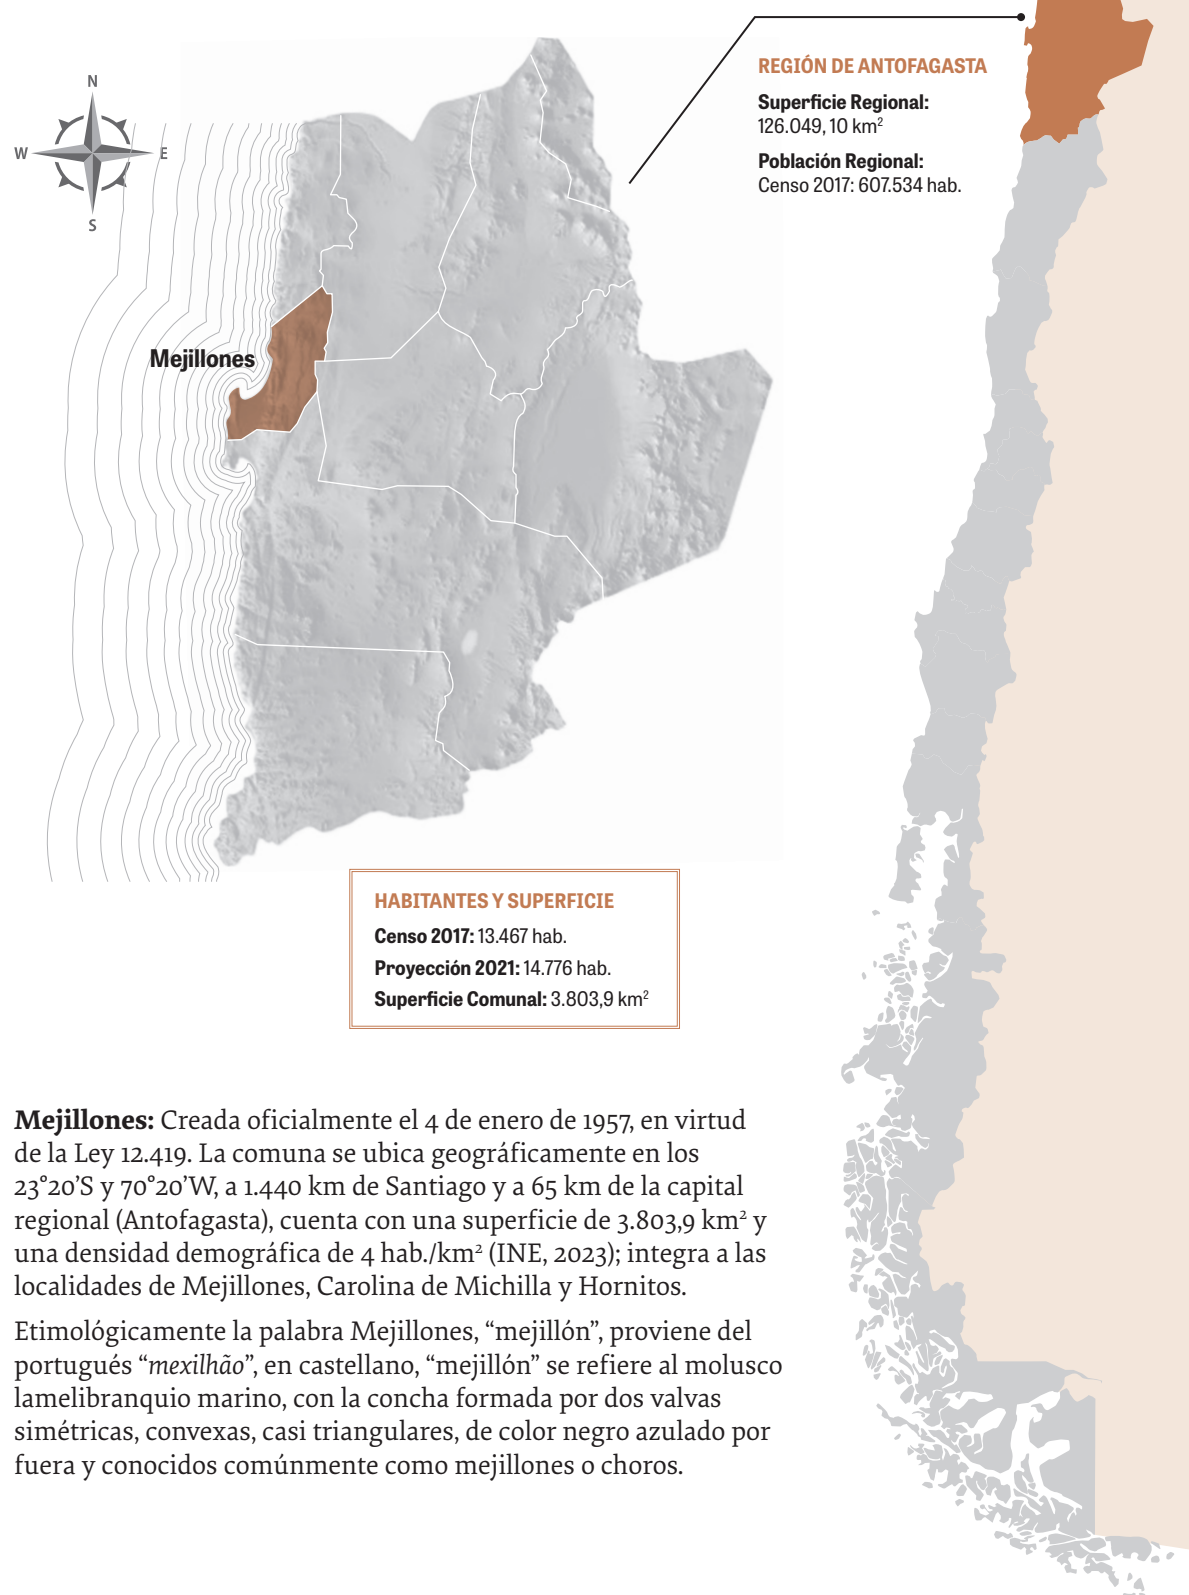 N
W
E
S
Mejillones
REGIÓN DE ANTOFAGASTA
Superficie Regional:
126.049, 10 km²
Población Regional:
Censo 2017: 607.534 hab.
HABITANTES Y SUPERFICIE
Censo 2017: 13.467 hab.
Proyección 2021: 14.776 hab.
Superficie Comunal: 3.803,9 km²
Mejillones: Creada oficialmente el 4 de enero de 1957, en virtud
de la Ley 12.419. La comuna se ubica geográficamente en los
23°20’S y 70°20’W, a 1.440 km de Santiago y a 65 km de la capital
regional (Antofagasta), cuenta con una superficie de 3.803,9 km² y
una densidad demográfica de 4 hab./km² (INE, 2023); integra a las
localidades de Mejillones, Carolina de Michilla y Hornitos.
Etimológicamente la palabra Mejillones, “mejillón”, proviene del
portugués “mexilhão”, en castellano, “mejillón” se refiere al molusco
lamelibranquio marino, con la concha formada por dos valvas
simétricas, convexas, casi triangulares, de color negro azulado por
fuera y conocidos comúnmente como mejillones o choros.